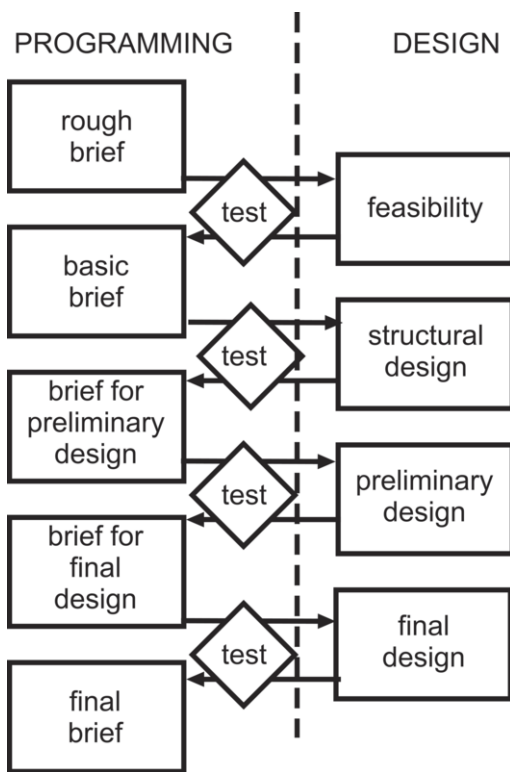 PROGRAMMING
DESIGN
rough
brief
test
feasibility
basic
brief
test
structural
design
brief for
preliminary
design
test
preliminary
design
brief for
final
design
test
final
design
final
brief